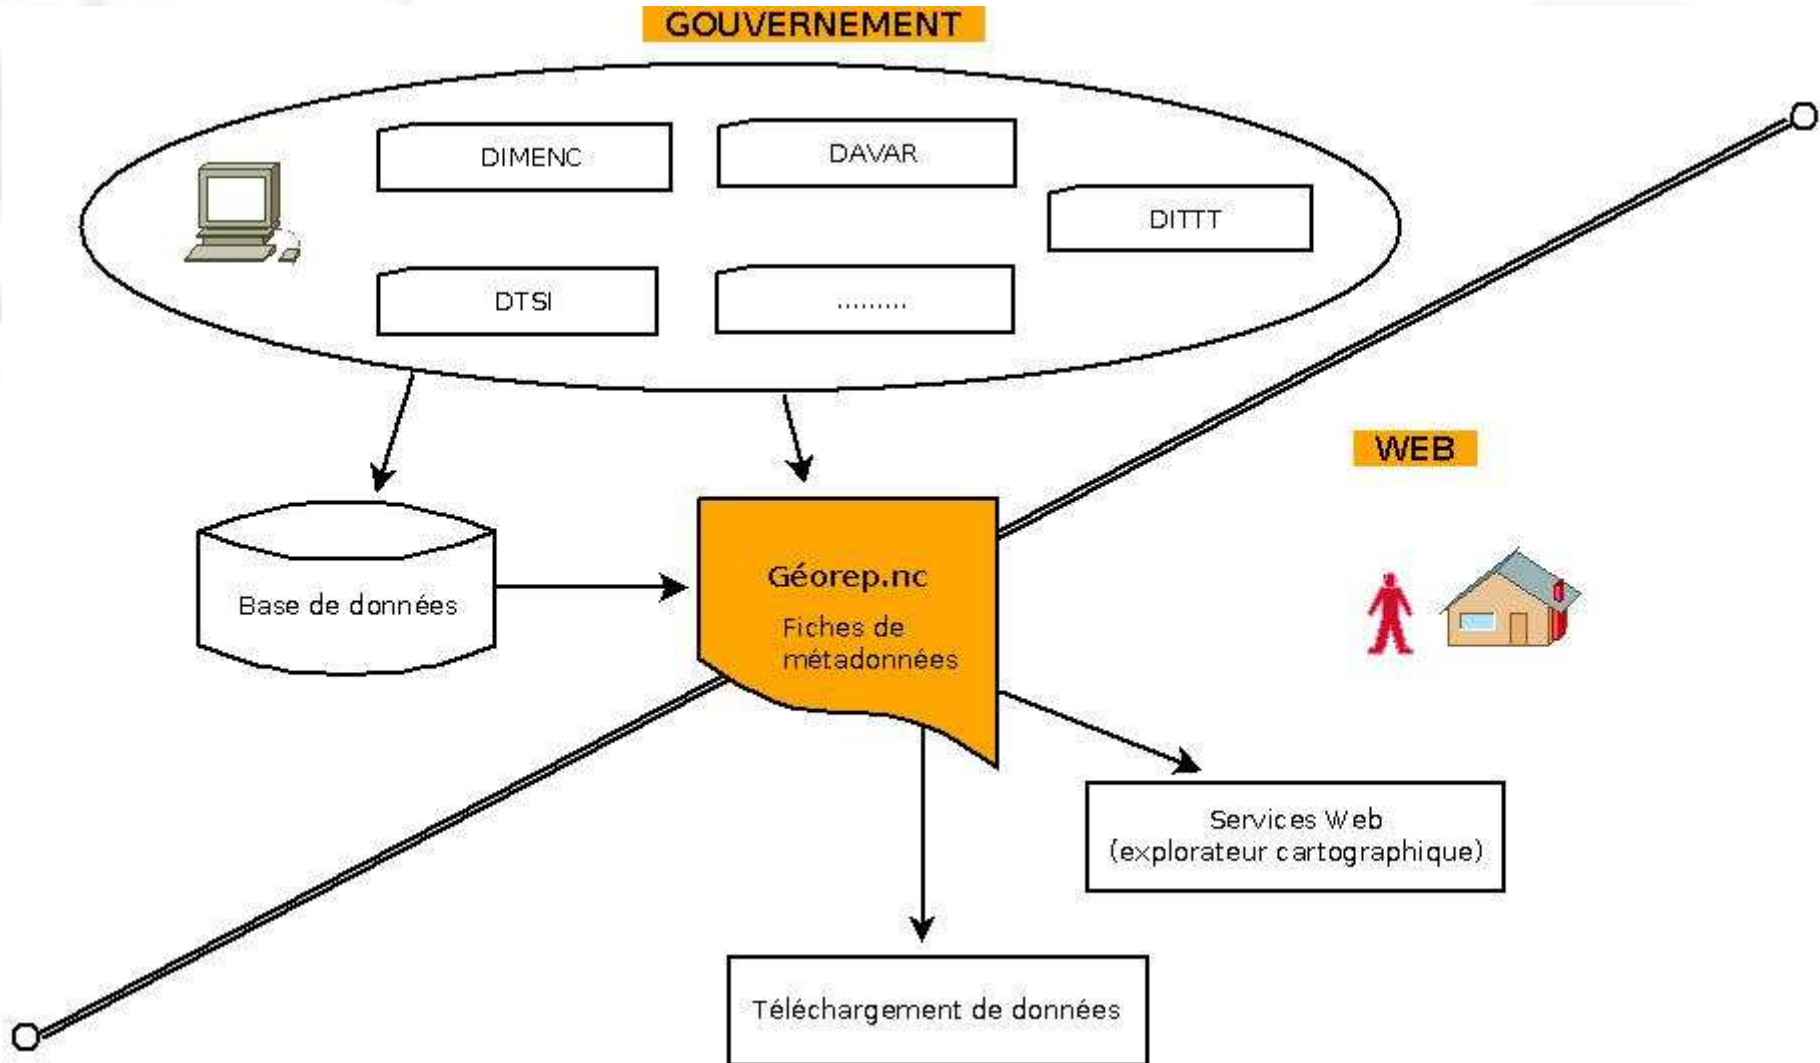 GOUVERNEMENT
DIMENC
DAVAR
DITTT
DTSI
.........
WEB
Géorep.nc
Fiches de
métadonnées
Base de données
Services Web
(explorateur cartographique)
Téléchargement de données